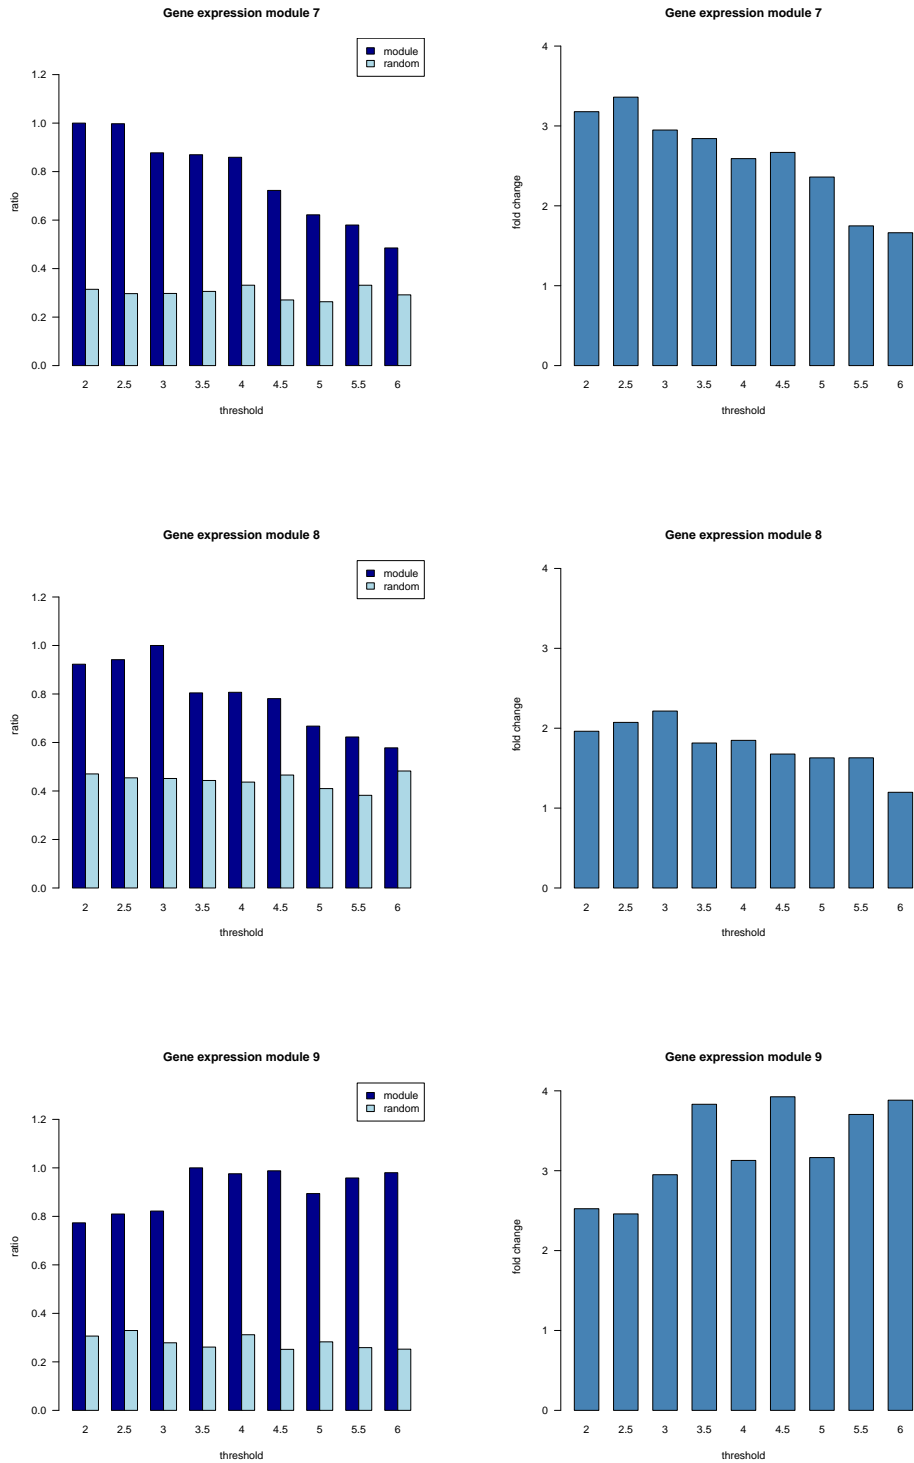 Gene expression module 7
module
random
1.2
1.0
0.8
0.6
0.4
0.2
0.0
ratio
2 2.5 3 3.5 4 4.5 5 5.5 6
threshold
Gene expression module 7
4
3
2
1
0
fold change
2 2.5 3 3.5 4 4.5 5 5.5 6
threshold
Gene expression module 8
module
random
1.2
1.0
0.8
0.6
0.4
0.2
0.0
ratio
2 2.5 3 3.5 4 4.5 5 5.5 6
threshold
Gene expression module 8
4
3
2
1
0
fold change
2 2.5 3 3.5 4 4.5 5 5.5 6
threshold
Gene expression module 9
module
random
1.2
1.0
0.8
0.6
0.4
0.2
0.0
ratio
2 2.5 3 3.5 4 4.5 5 5.5 6
threshold
Gene expression module 9
4
3
2
1
0
fold change
2 2.5 3 3.5 4 4.5 5 5.5 6
threshold